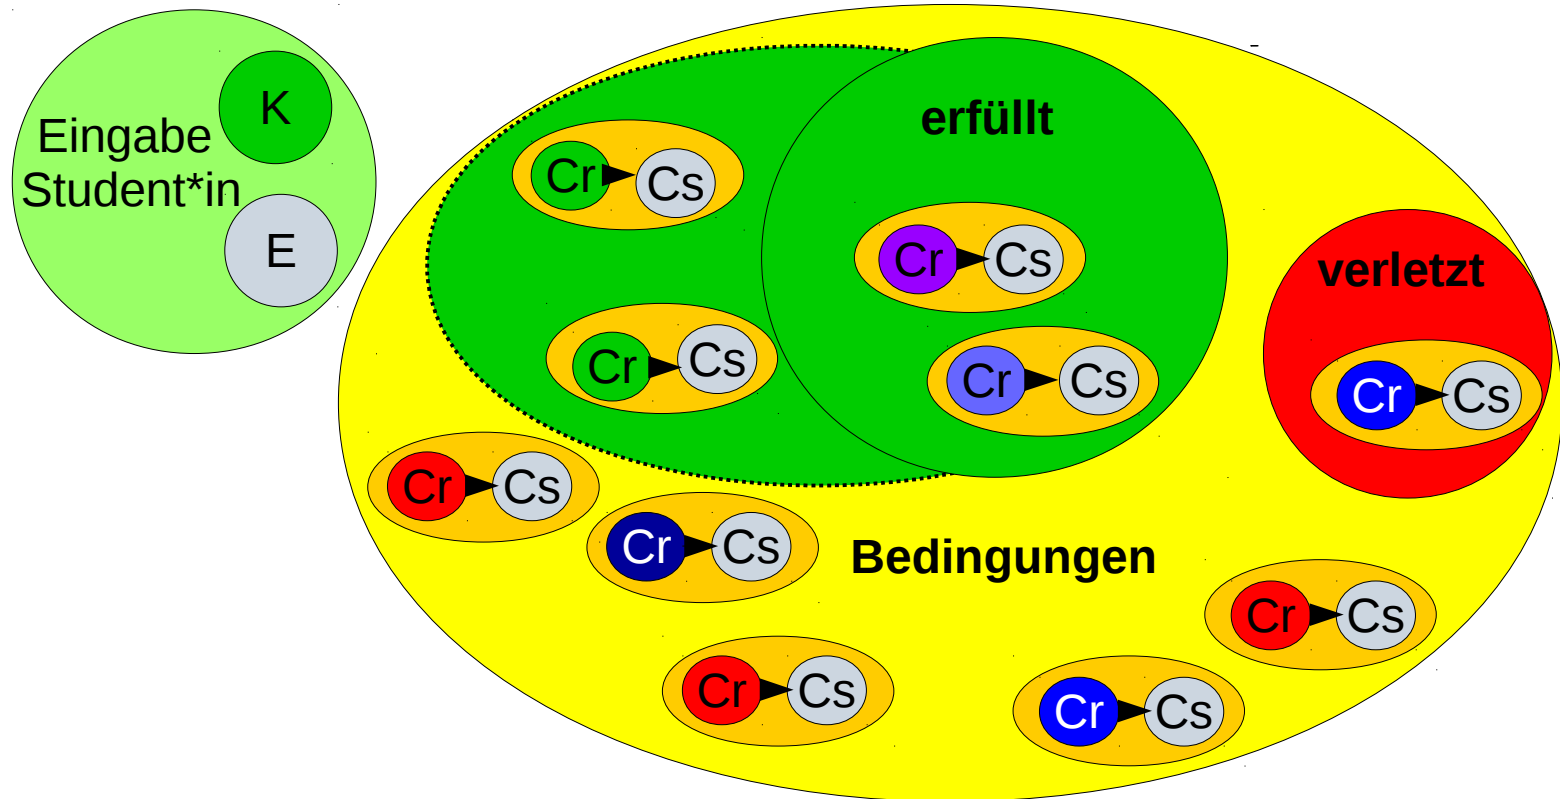 K
Eingabe
Student*in
E
erfüllt
Cr Cs
Cr Cs
verletzt
Cr Cs
Cr Cs
Cr Cs
Cr Cs
Cr Cs
Bedingungen
Cr Cs
Cr Cs
Cr Cs